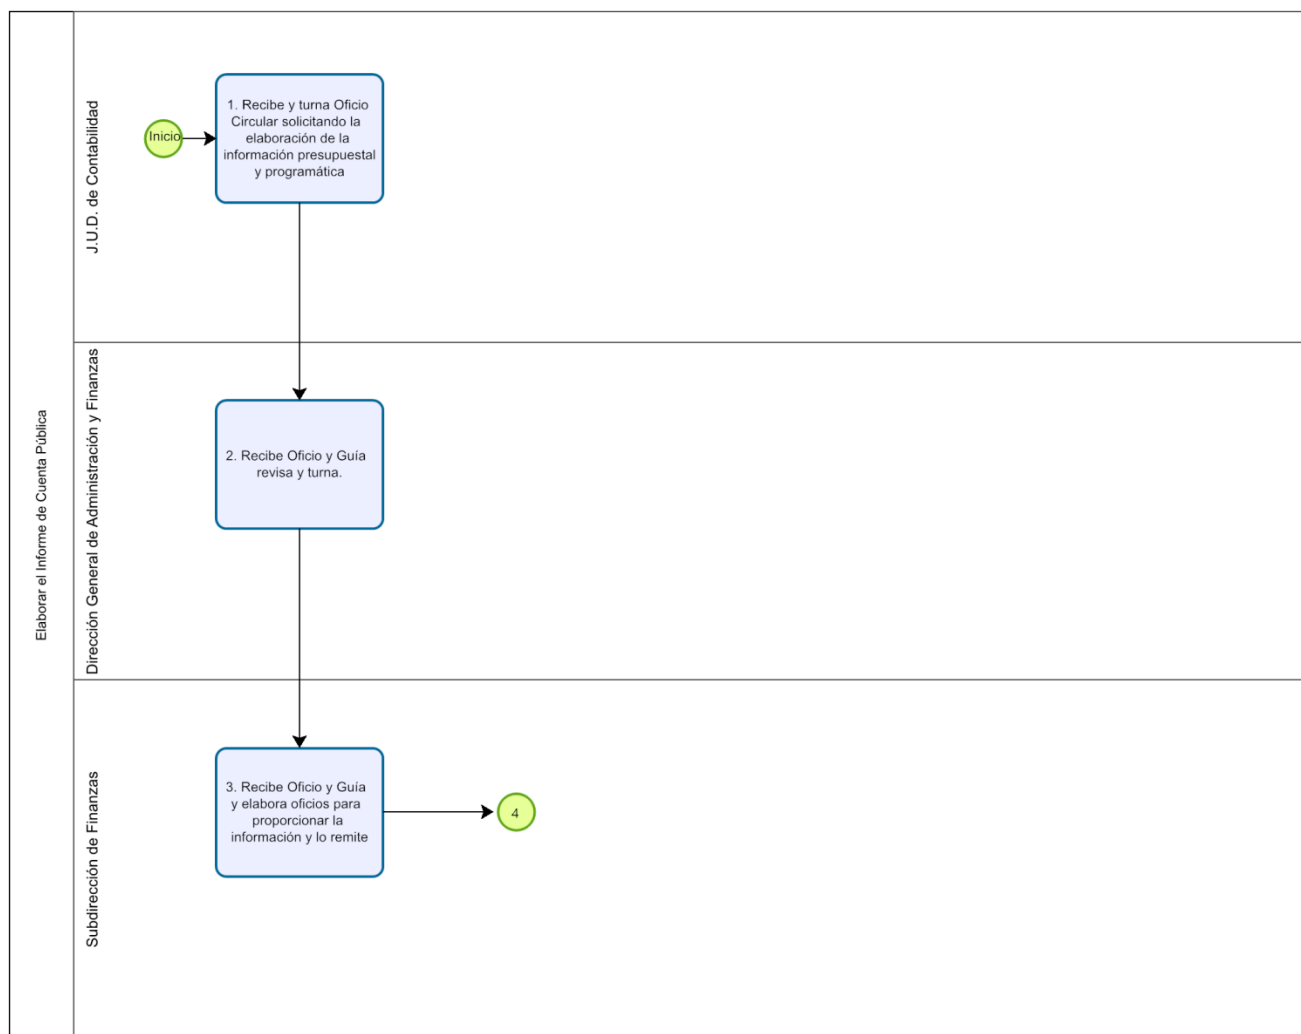 Elaborar el Informe de Cuenta Pública
J.U.D. de Contabilidad
Inicio
1. Recibe y turna Oficio
Circular solicitando la
elaboración de la
información presupuestal
y programática
Dirección General de Administración y Finanzas
2. Recibe Oficio y Guía
revisa y turna.
Subdirección de Finanzas
3. Recibe Oficio y Guía
y elabora oficios para
proporcionar la
información y lo remite
4